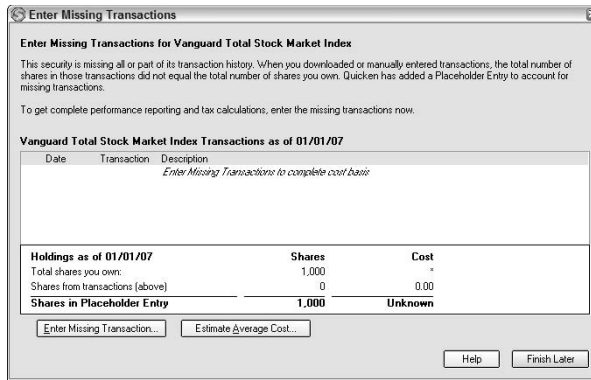 Enter Missing Transactions
Enter Missing Transactions for Vanguard Total Stock Market Index
This security is missing all or part of its transaction history. When you downloaded or manually entered transactions, the total number of
shares in those transactions did not equal the total number of shares you own. Quicken has added a Placeholder Entry to account for
missing transactions.
To get complete performance reporting and tax calculations, enter the missing transactions now.
Vanguard Total Stock Market Index Transactions as of 01/01/07
Date Transaction Description
Enter Missing Transactions to complete cost basis
Holdings as of 01/01/07 Shares Cost
Total shares you own: 1,000 *
Shares from transactions (above) 0 0.00
Shares in Placeholder Entry 1,000 Unknown
Enter Missing Transaction... Estimate Average Cost...
Help Finish Later